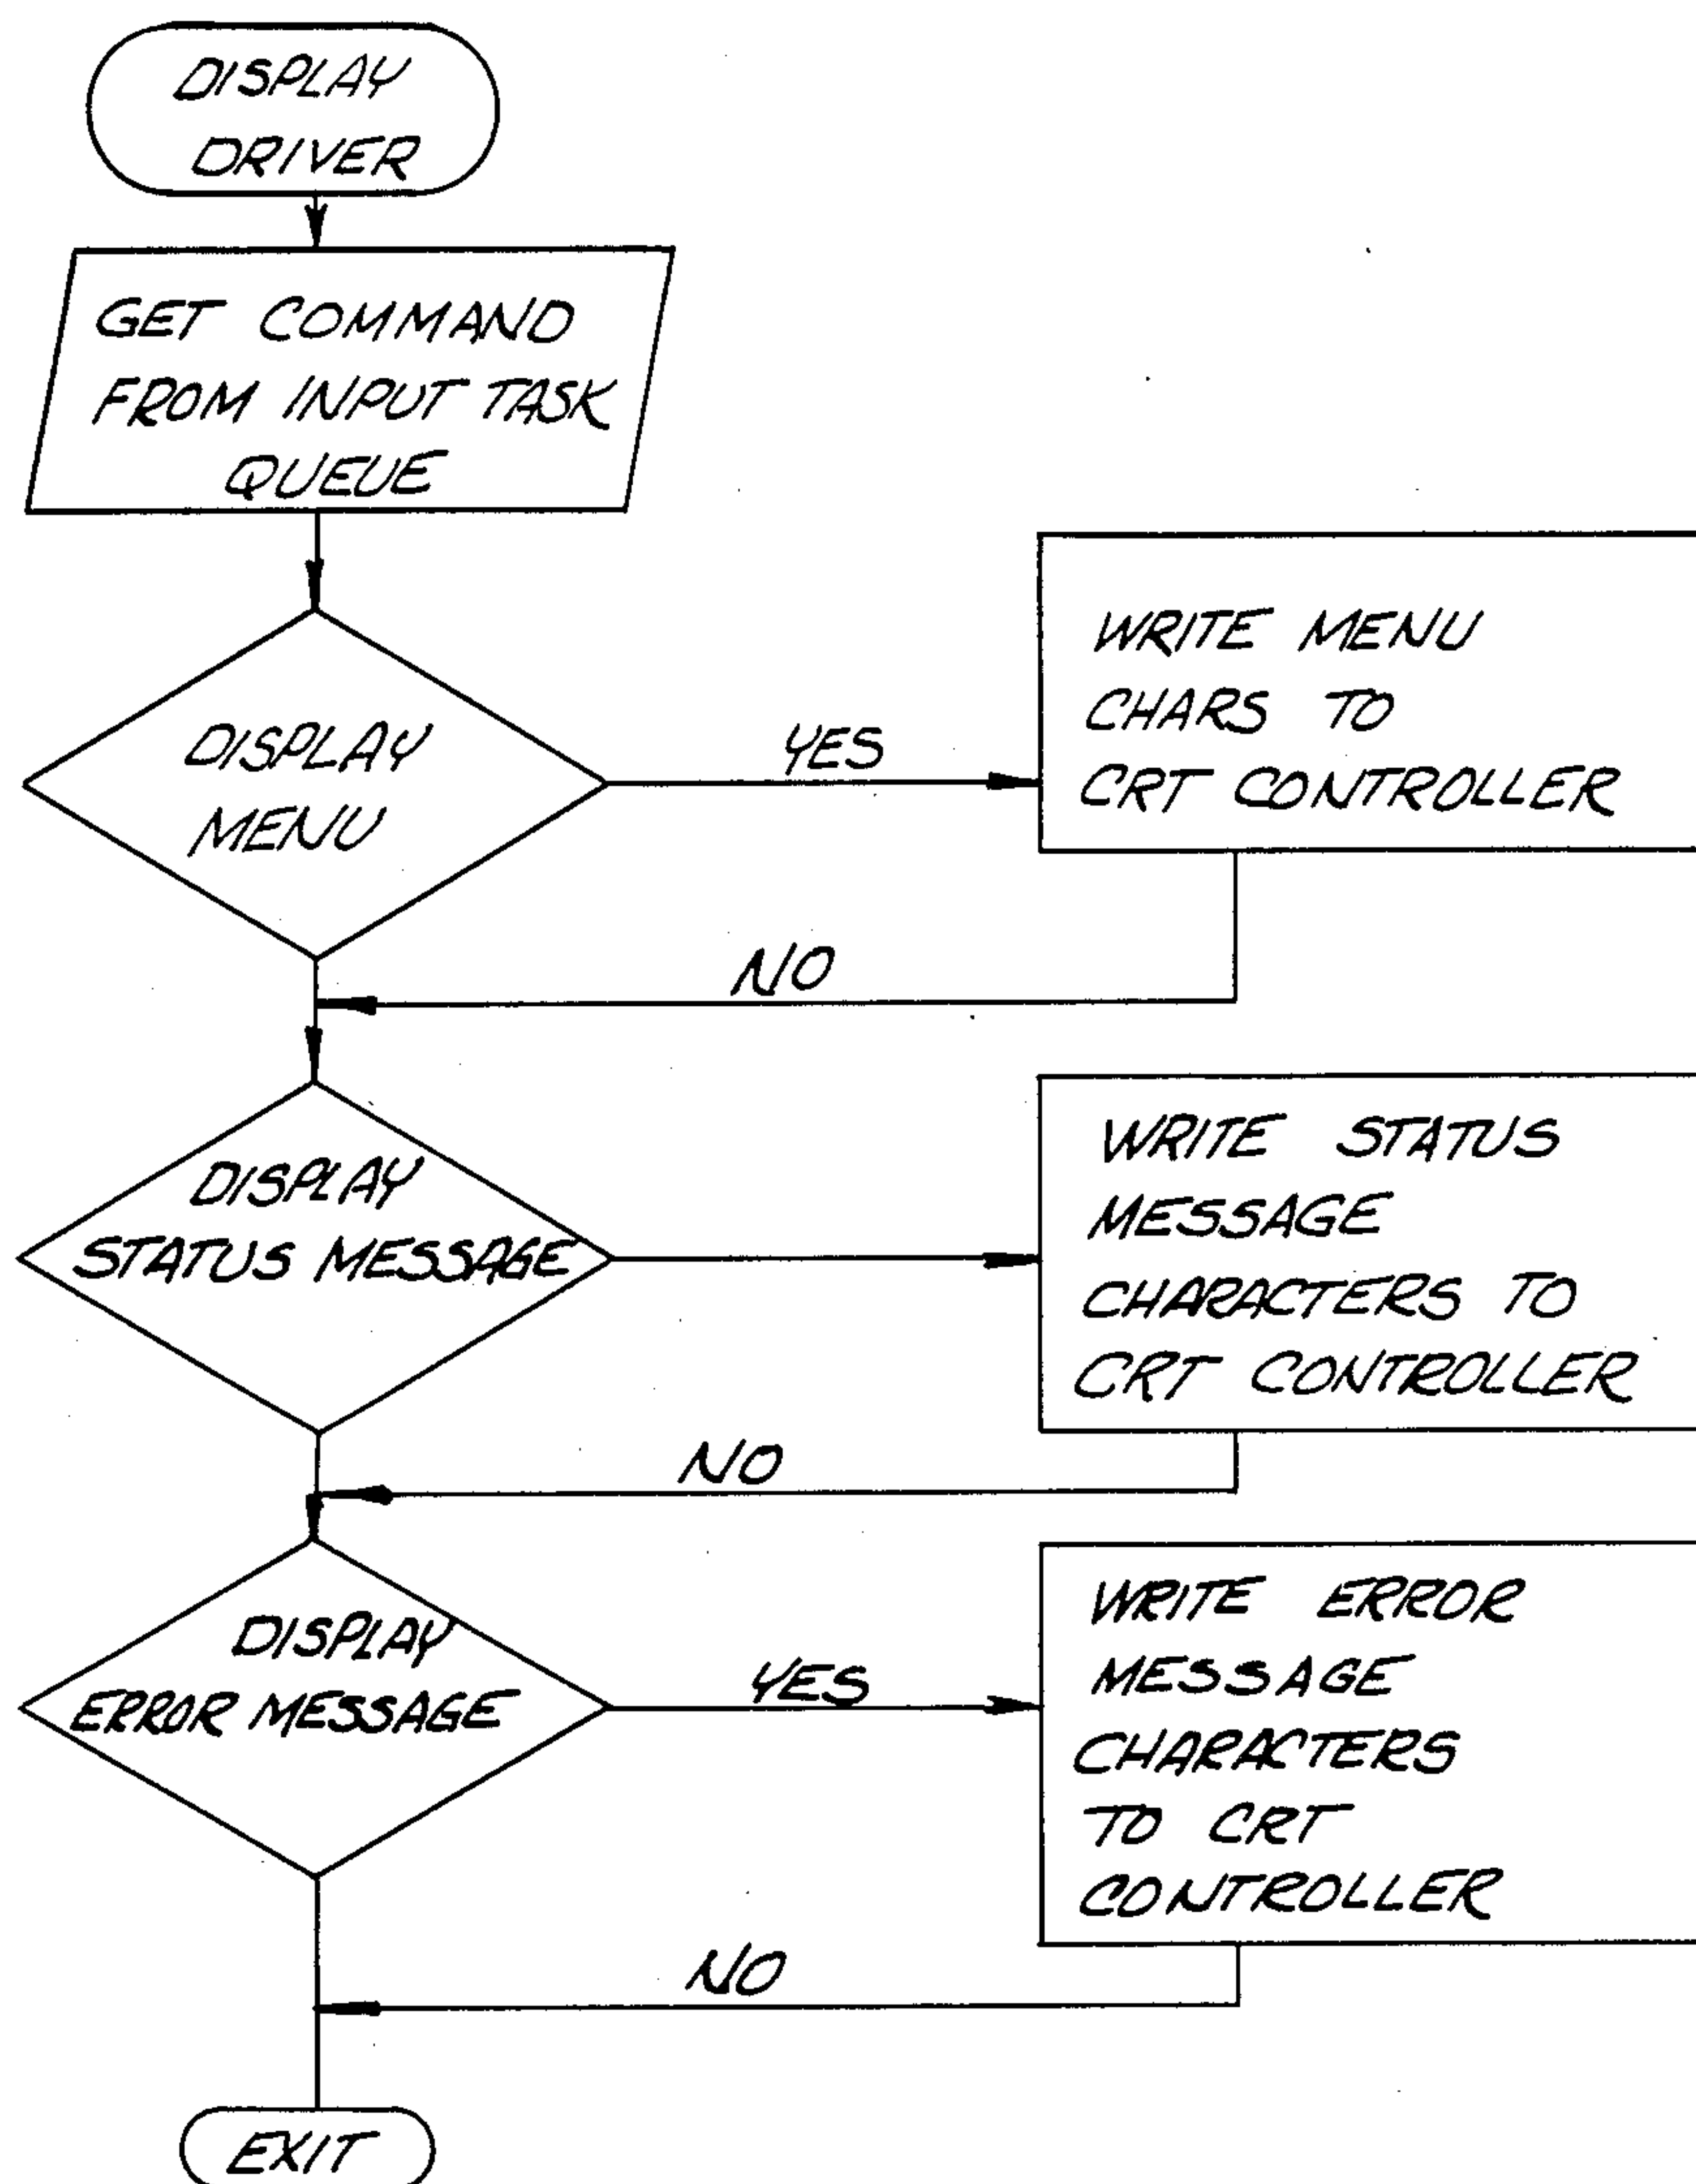 DISPLAY
DRIVER
GET COMMAND
FROM INPUT TASK
QUEUE
DISPLAY
MENU
YES
WRITE MENU
CHARS TO
CRT CONTROLLER
NO
DISPLAY
STATUS MESSAGE
WRITE STATUS
MESSAGE
CHARACTERS TO
CRT CONTROLLER
NO
DISPLAY
ERROR MESSAGE
YES
WRITE ERROR
MESSAGE
CHARACTERS
TO CRT
CONTROLLER
NO
EXIT